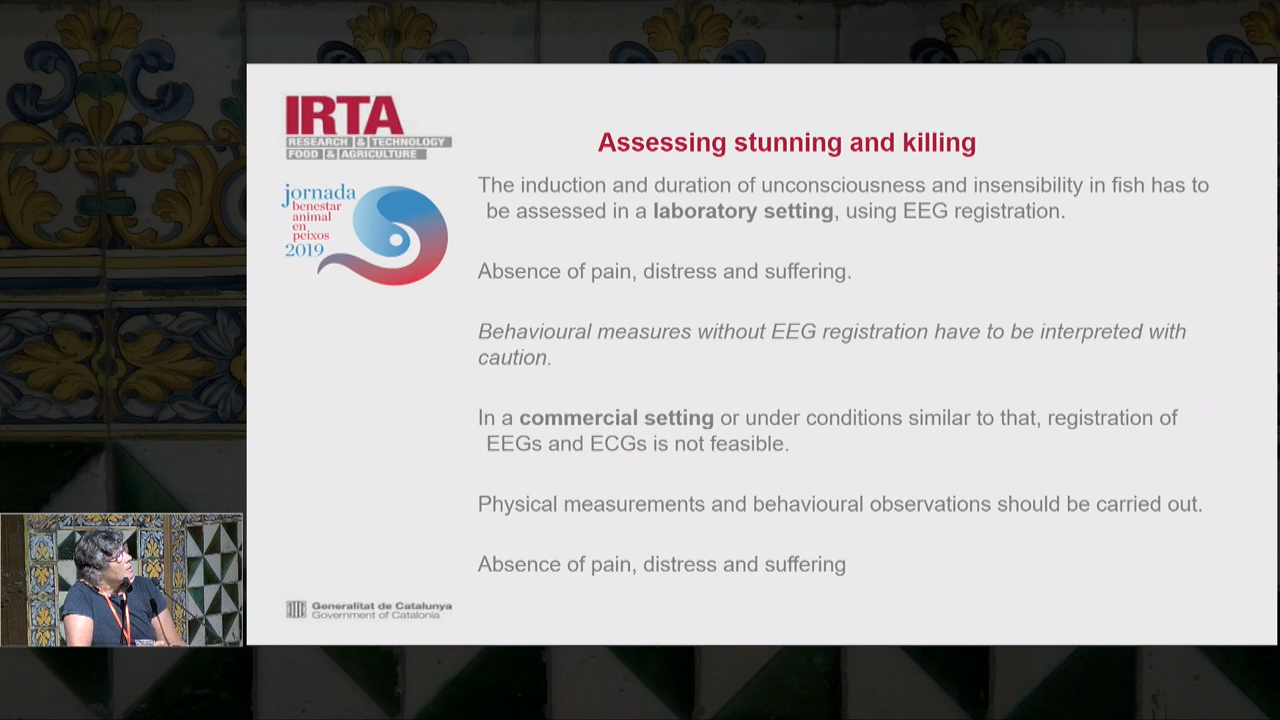 IRTA
RESEARCH & TECHNOLOGY
FOOD & AGRICULTURE
jornada
benestar
animal
en
peixos
2019
Assessing stunning and killing
The induction and duration of unconsciousness and insensibility in fish has to
be assessed in a laboratory setting, using EEG registration.
Absence of pain, distress and suffering.
Behavioural measures without EEG registration have to be interpreted with
caution.
In a commercial setting or under conditions similar to that, registration of
EEGs and ECGs is not feasible.
Physical measurements and behavioural observations should be carried out.
Absence of pain, distress and suffering
Generalitat de Catalunya
Government of Catalonia